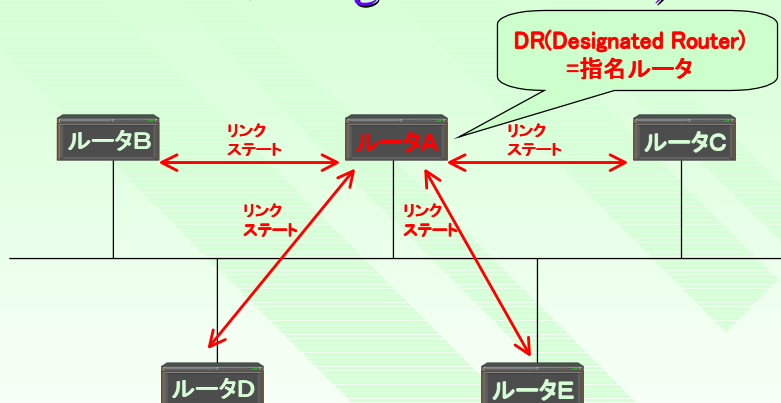 DR(Designated Router)
=指名ルータ
ルータB
リンク
ステート
ルータA
リンク
ステート
ルータC
リンク
ステート
リンク
ステート
ルータD
ルータE